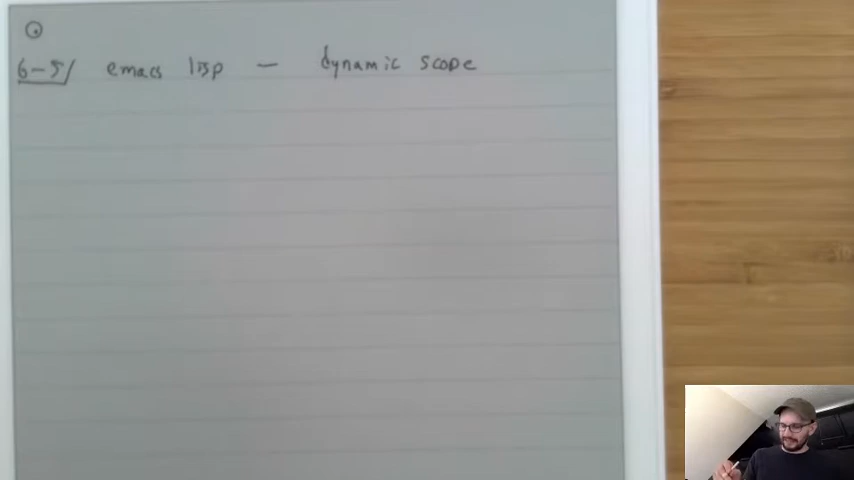 6-5/ emacs lisp — dynamic scope